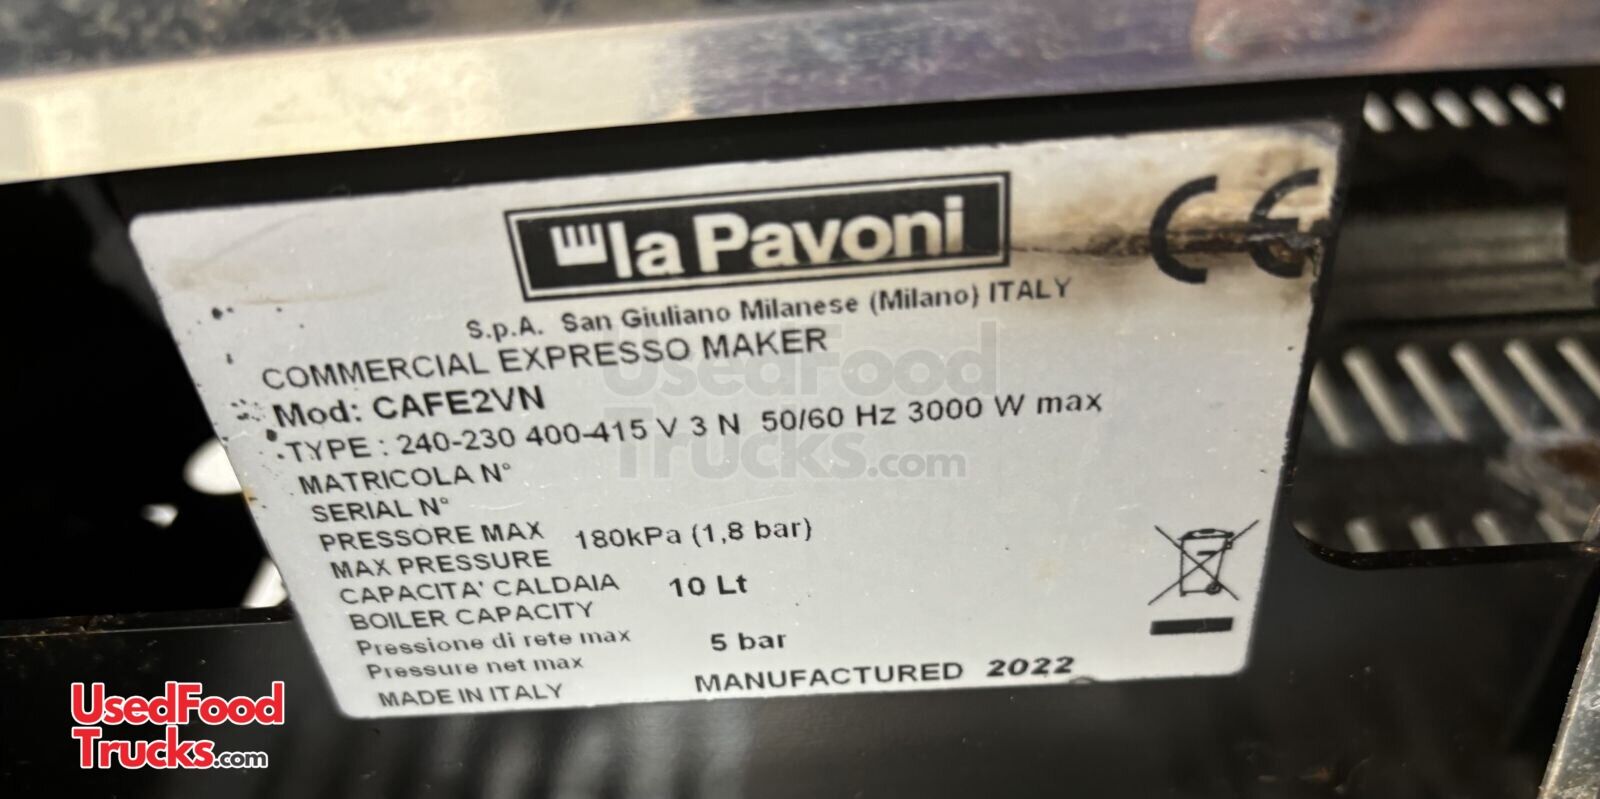 la Pavoni
CE
S.p.A. San Giuliano Milanese (Milano) ITALY
COMMERCIAL EXPRESSO MAKER
Mod: CAFE2VN
TYPE : 240-230 400-415 V 3 N 50/60 Hz 3000 W max
MATRICOLA N°
SERIAL N°
PRESSORE MAX 180kPa (1,8 bar)
MAX PRESSURE
CAPACITA' CALDAIA 10 Lt
BOILER CAPACITY
Pressione di rete max 5 bar
Pressure net max
MADE IN ITALY MANUFACTURED 2022
UsedFood
Trucks.com
UsedFood
Trucks.com